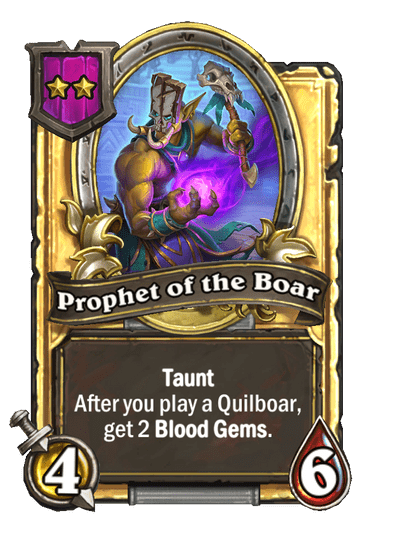 Prophet of the Boar
Taunt
After you play a Quilboar,
get 2 Blood Gems.
4
6